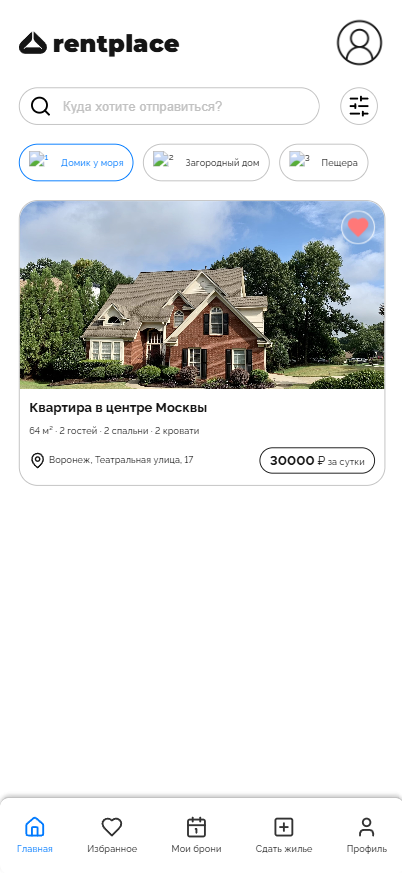 rentplace
Куда хотите отправиться?
1 Домик у моря
2 Загородный дом
3 Пещера
Квартира в центре Москвы
64 м² · 2 гостей · 2 спальни · 2 кровати
Воронеж, Театральная улица, 17
30000 ₽ за сутки
1
Главная
Избранное
Мои брони
Сдать жилье
Профиль